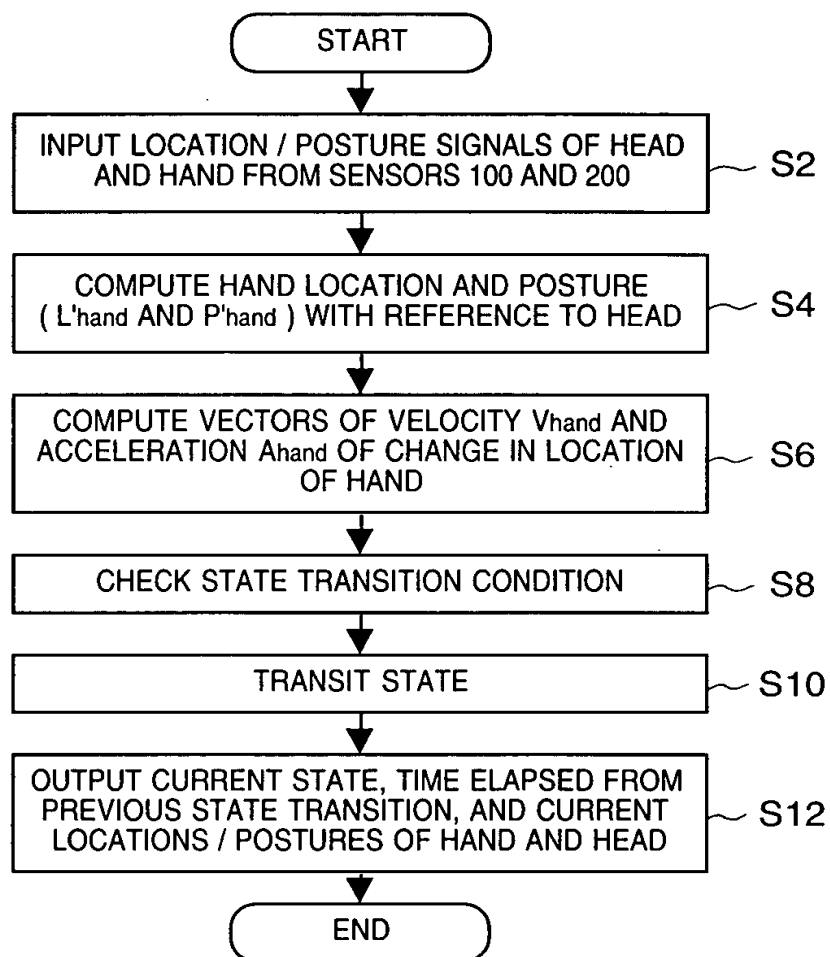 START
INPUT LOCATION / POSTURE SIGNALS OF HEAD
AND HAND FROM SENSORS 100 AND 200
S2
COMPUTE HAND LOCATION AND POSTURE
( L'hand AND P'hand ) WITH REFERENCE TO HEAD
S4
COMPUTE VECTORS OF VELOCITY Vhand AND
ACCELERATION Ahand OF CHANGE IN LOCATION
OF HAND
S6
CHECK STATE TRANSITION CONDITION
S8
TRANSIT STATE
S10
OUTPUT CURRENT STATE, TIME ELAPSED FROM
PREVIOUS STATE TRANSITION, AND CURRENT
LOCATIONS / POSTURES OF HAND AND HEAD
S12
END